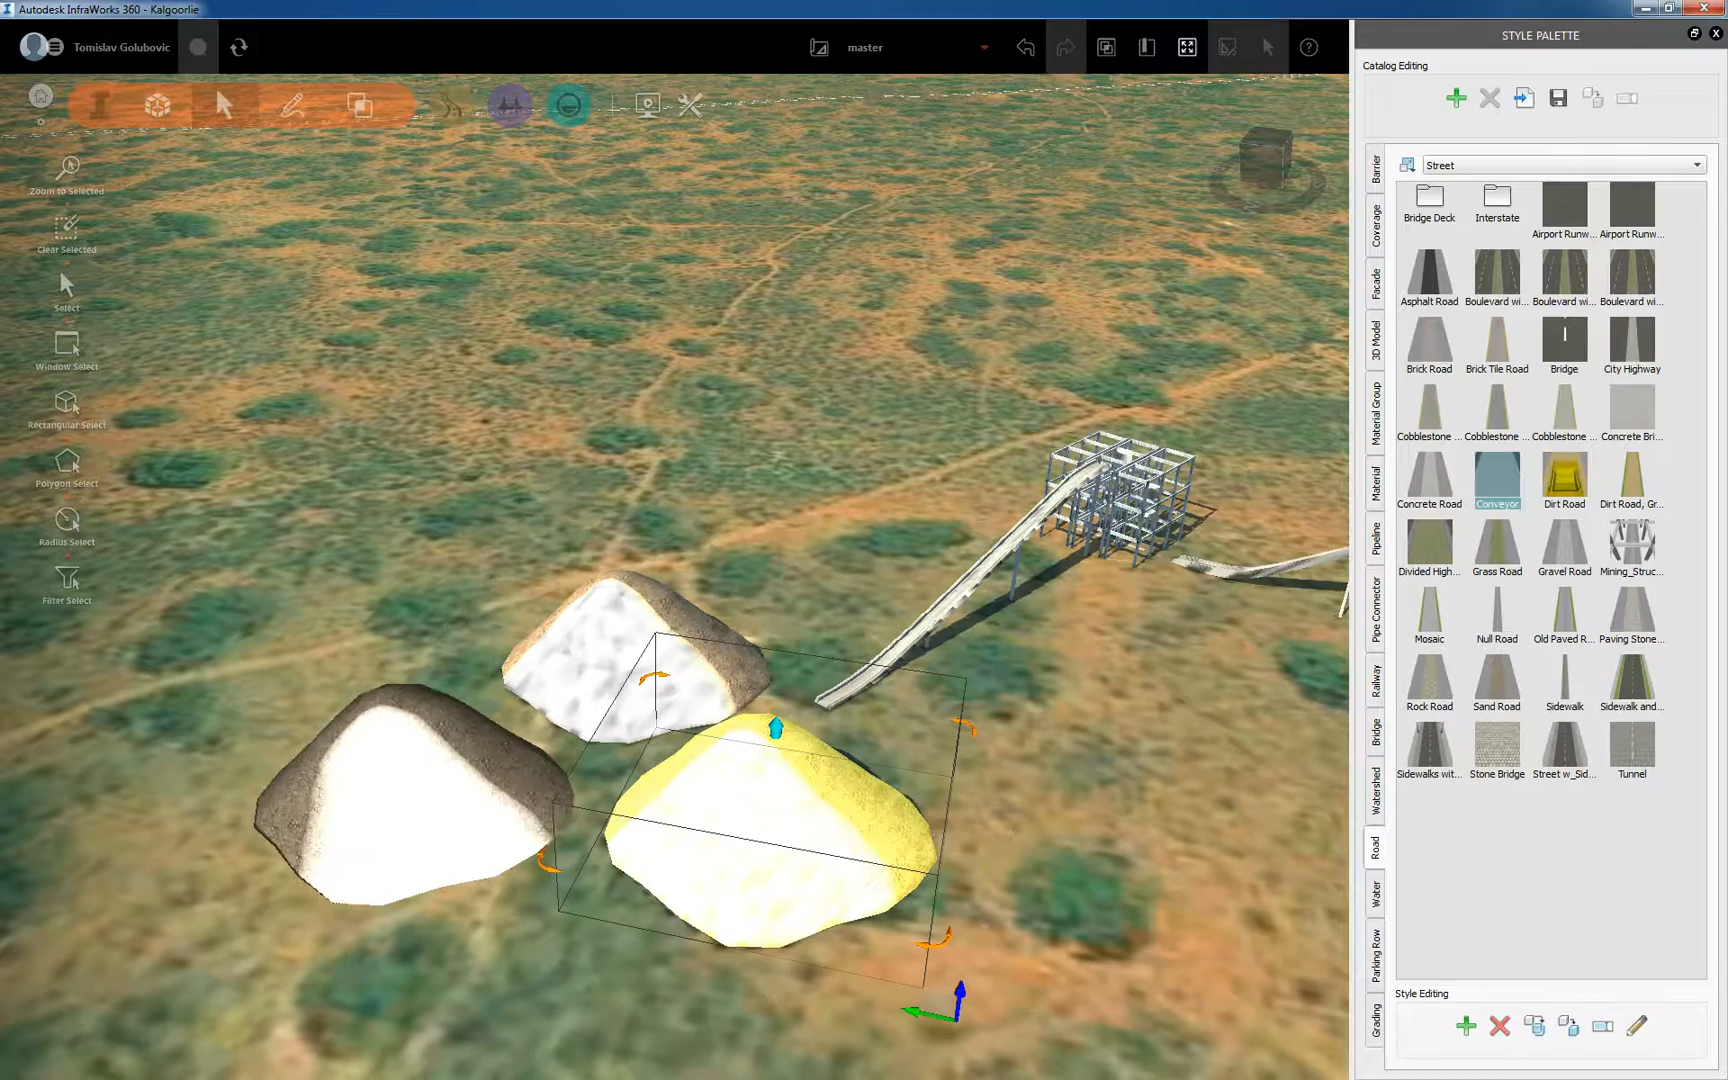 Autodesk InfraWorks 360 - Kalgoorlie
Tomislav Golubovic
master
STYLE PALETTE
Catalog Editing
Street
Zoom to Selected
Clear Selected
Select
Window Select
Rectangular Select
Polygon Select
Radius Select
Filter Select
Barrier
Coverage
Facade
3D Model
Material Group
Material
Pipeline
Pipe Connector
Railway
Bridge
Watershed
Road
Water
Parking Row
Grading
Bridge Deck
Interstate
Airport Runw...
Airport Runw...
Asphalt Road
Boulevard wi...
Boulevard wi...
Boulevard wi...
Brick Road
Brick Tile Road
Bridge
City Highway
Cobblestone ...
Cobblestone ...
Cobblestone ...
Concrete Bri...
Concrete Road
Conveyor
Dirt Road
Dirt Road, Gr...
Divided High...
Grass Road
Gravel Road
Mining_Struc...
Mosaic
Null Road
Old Paved R...
Paving Stone...
Rock Road
Sand Road
Sidewalk
Sidewalk and...
Sidewalks wit...
Stone Bridge
Street w_Sid...
Tunnel
Style Editing